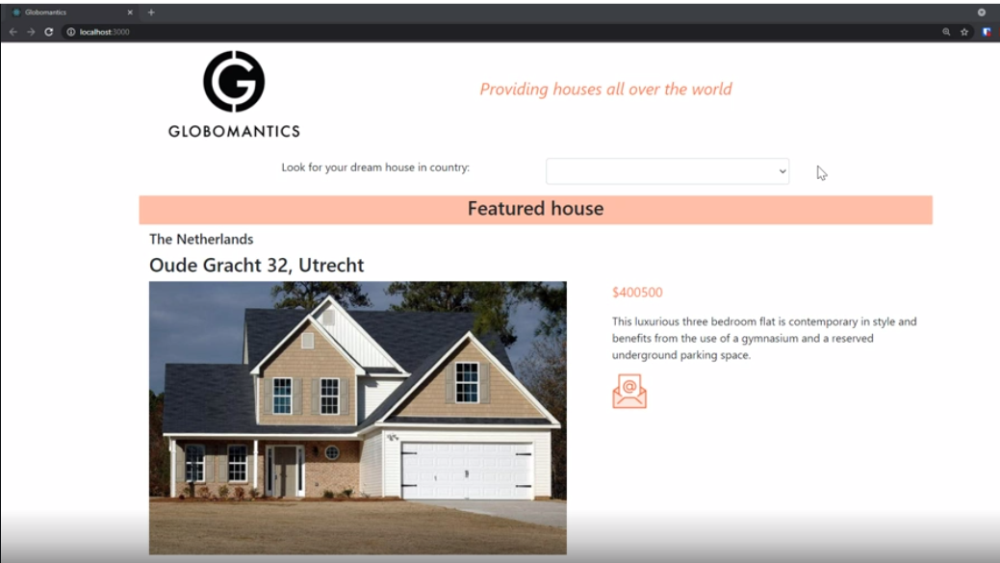 Globomantics
localhost:3000
GLOBOMANTICS
Providing houses all over the world
Look for your dream house in country:
Featured house
The Netherlands
Oude Gracht 32, Utrecht
$400500
This luxurious three bedroom flat is contemporary in style and
benefits from the use of a gymnasium and a reserved
underground parking space.